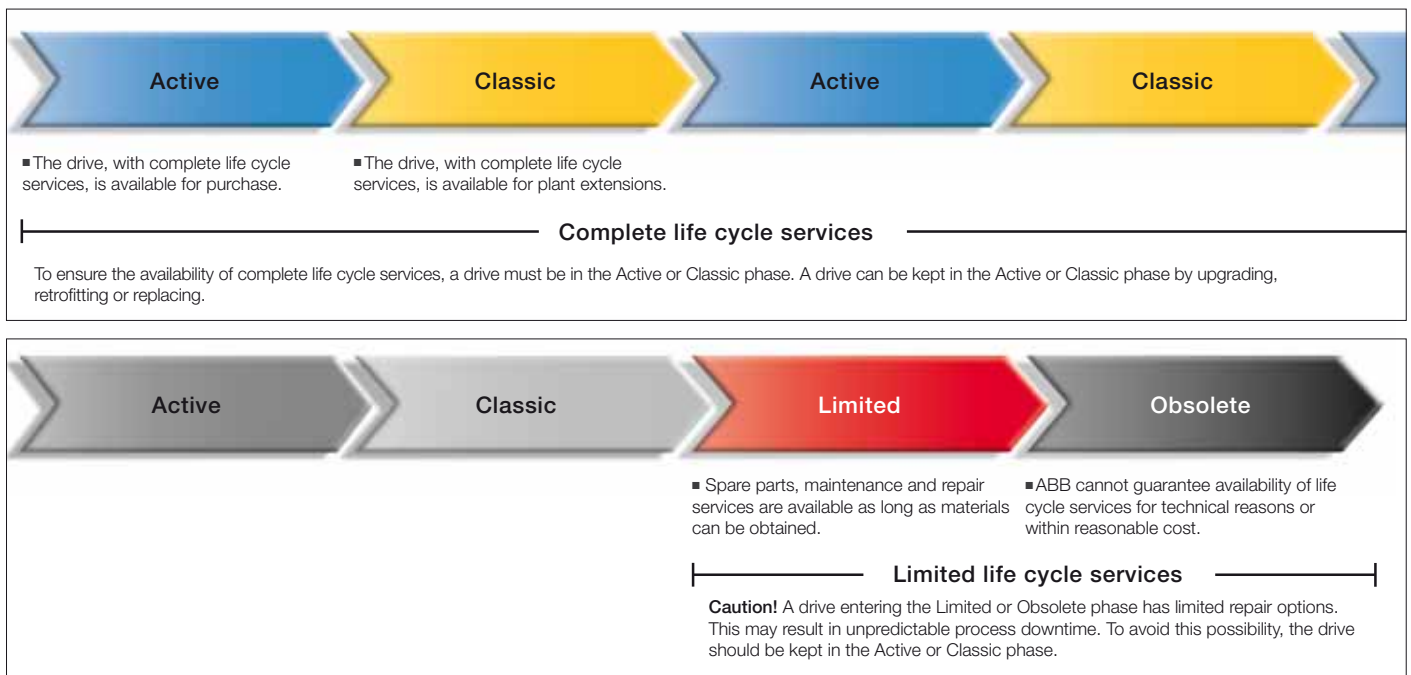 Active
Classic
Active
Classic
■ The drive, with complete life cycle
services, is available for purchase.
■ The drive, with complete life cycle
services, is available for plant extensions.
Complete life cycle services
To ensure the availability of complete life cycle services, a drive must be in the Active or Classic phase. A drive can be kept in the Active or Classic phase by upgrading,
retrofitting or replacing.
Active
Classic
Limited
Obsolete
■ Spare parts, maintenance and repair
services are available as long as materials
can be obtained.
■ ABB cannot guarantee availability of life
cycle services for technical reasons or
within reasonable cost.
Limited life cycle services
Caution! A drive entering the Limited or Obsolete phase has limited repair options.
This may result in unpredictable process downtime. To avoid this possibility, the drive
should be kept in the Active or Classic phase.